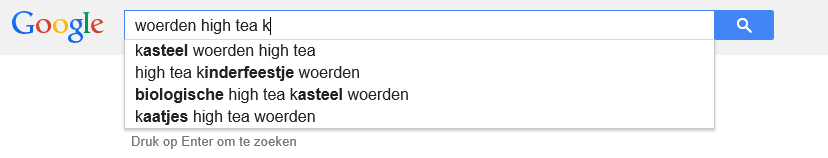 Google
woerden high tea k
kasteel woerden high tea
high tea kinderfeestje woerden
biologische high tea kasteel woerden
kaatjes high tea woerden
Druk op Enter om te zoeken